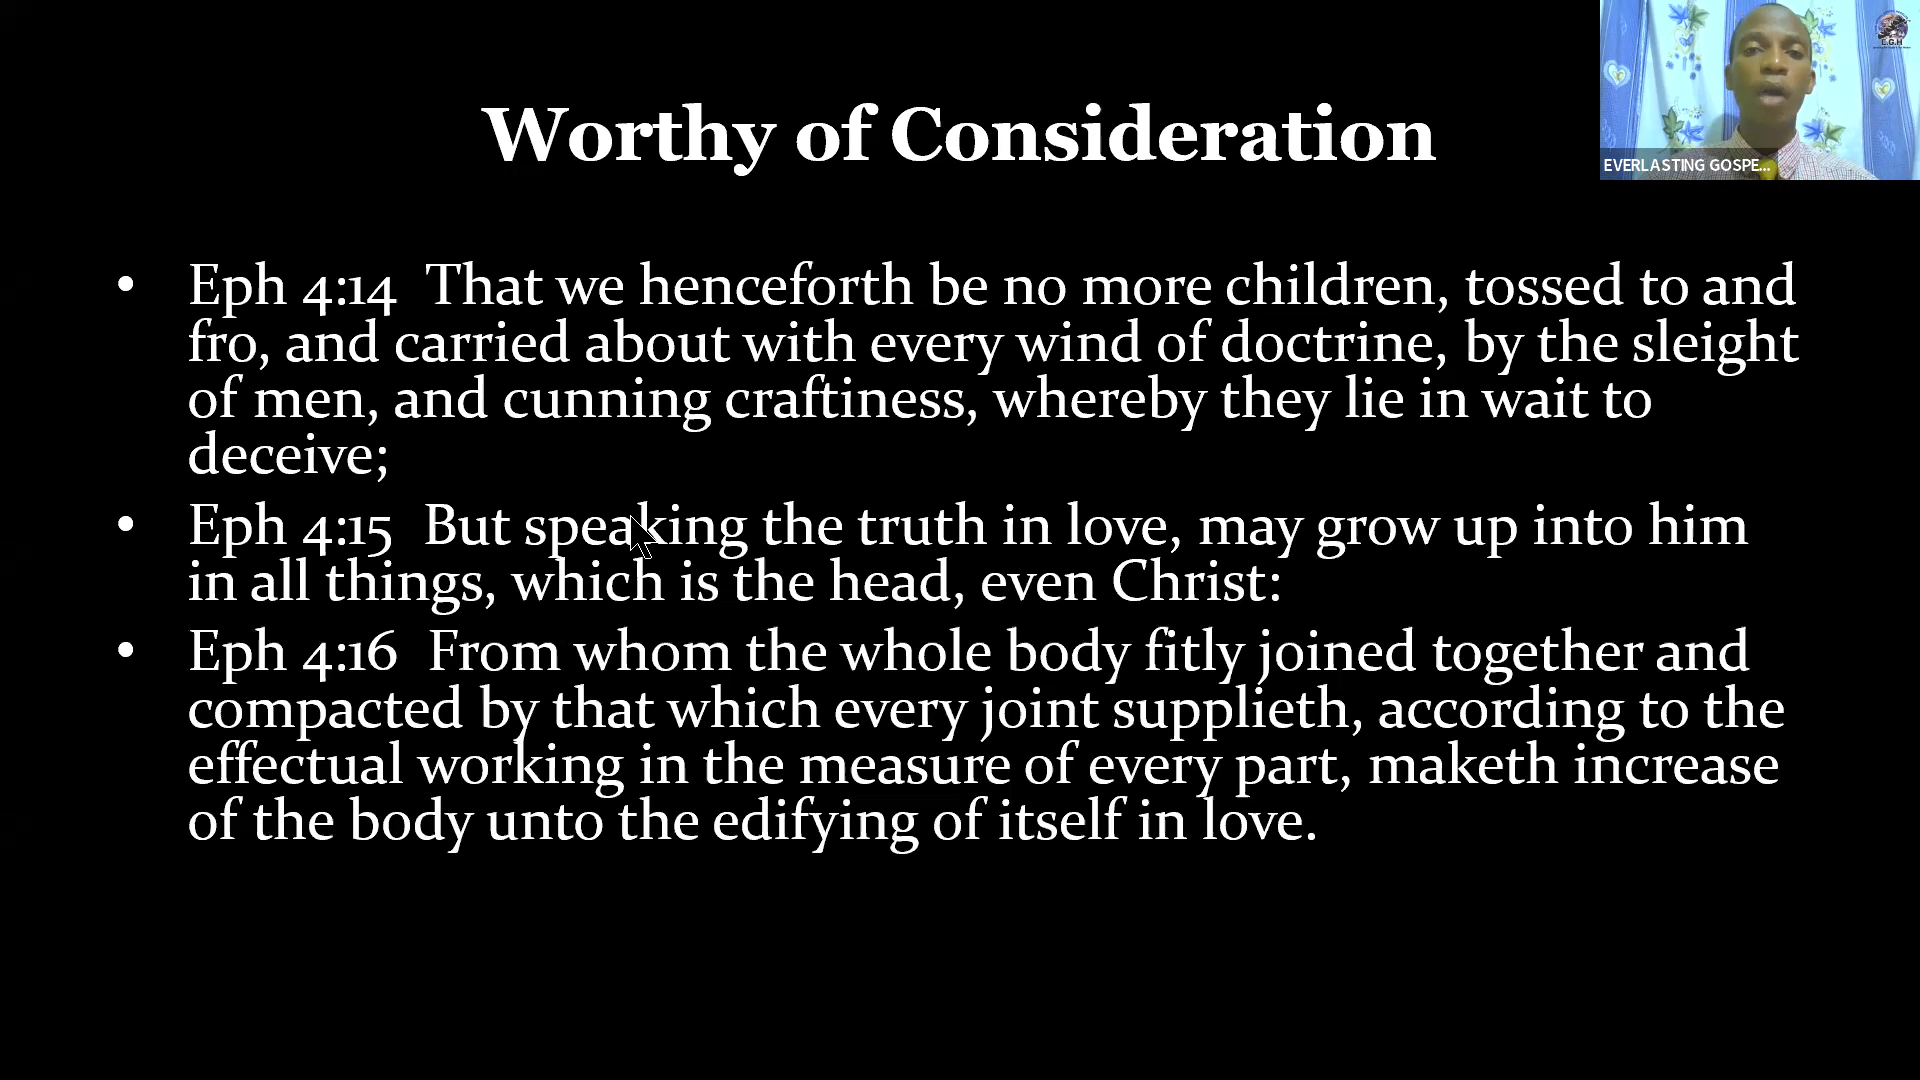 Worthy of Consideration
E.G.H
EVERLASTING GOSPE...
• Eph 4:14 That we henceforth be no more children, tossed to and
fro, and carried about with every wind of doctrine, by the sleight
of men, and cunning craftiness, whereby they lie in wait to
deceive;
• Eph 4:15 But speaking the truth in love, may grow up into him
in all things, which is the head, even Christ:
• Eph 4:16 From whom the whole body fitly joined together and
compacted by that which every joint supplieth, according to the
effectual working in the measure of every part, maketh increase
of the body unto the edifying of itself in love.